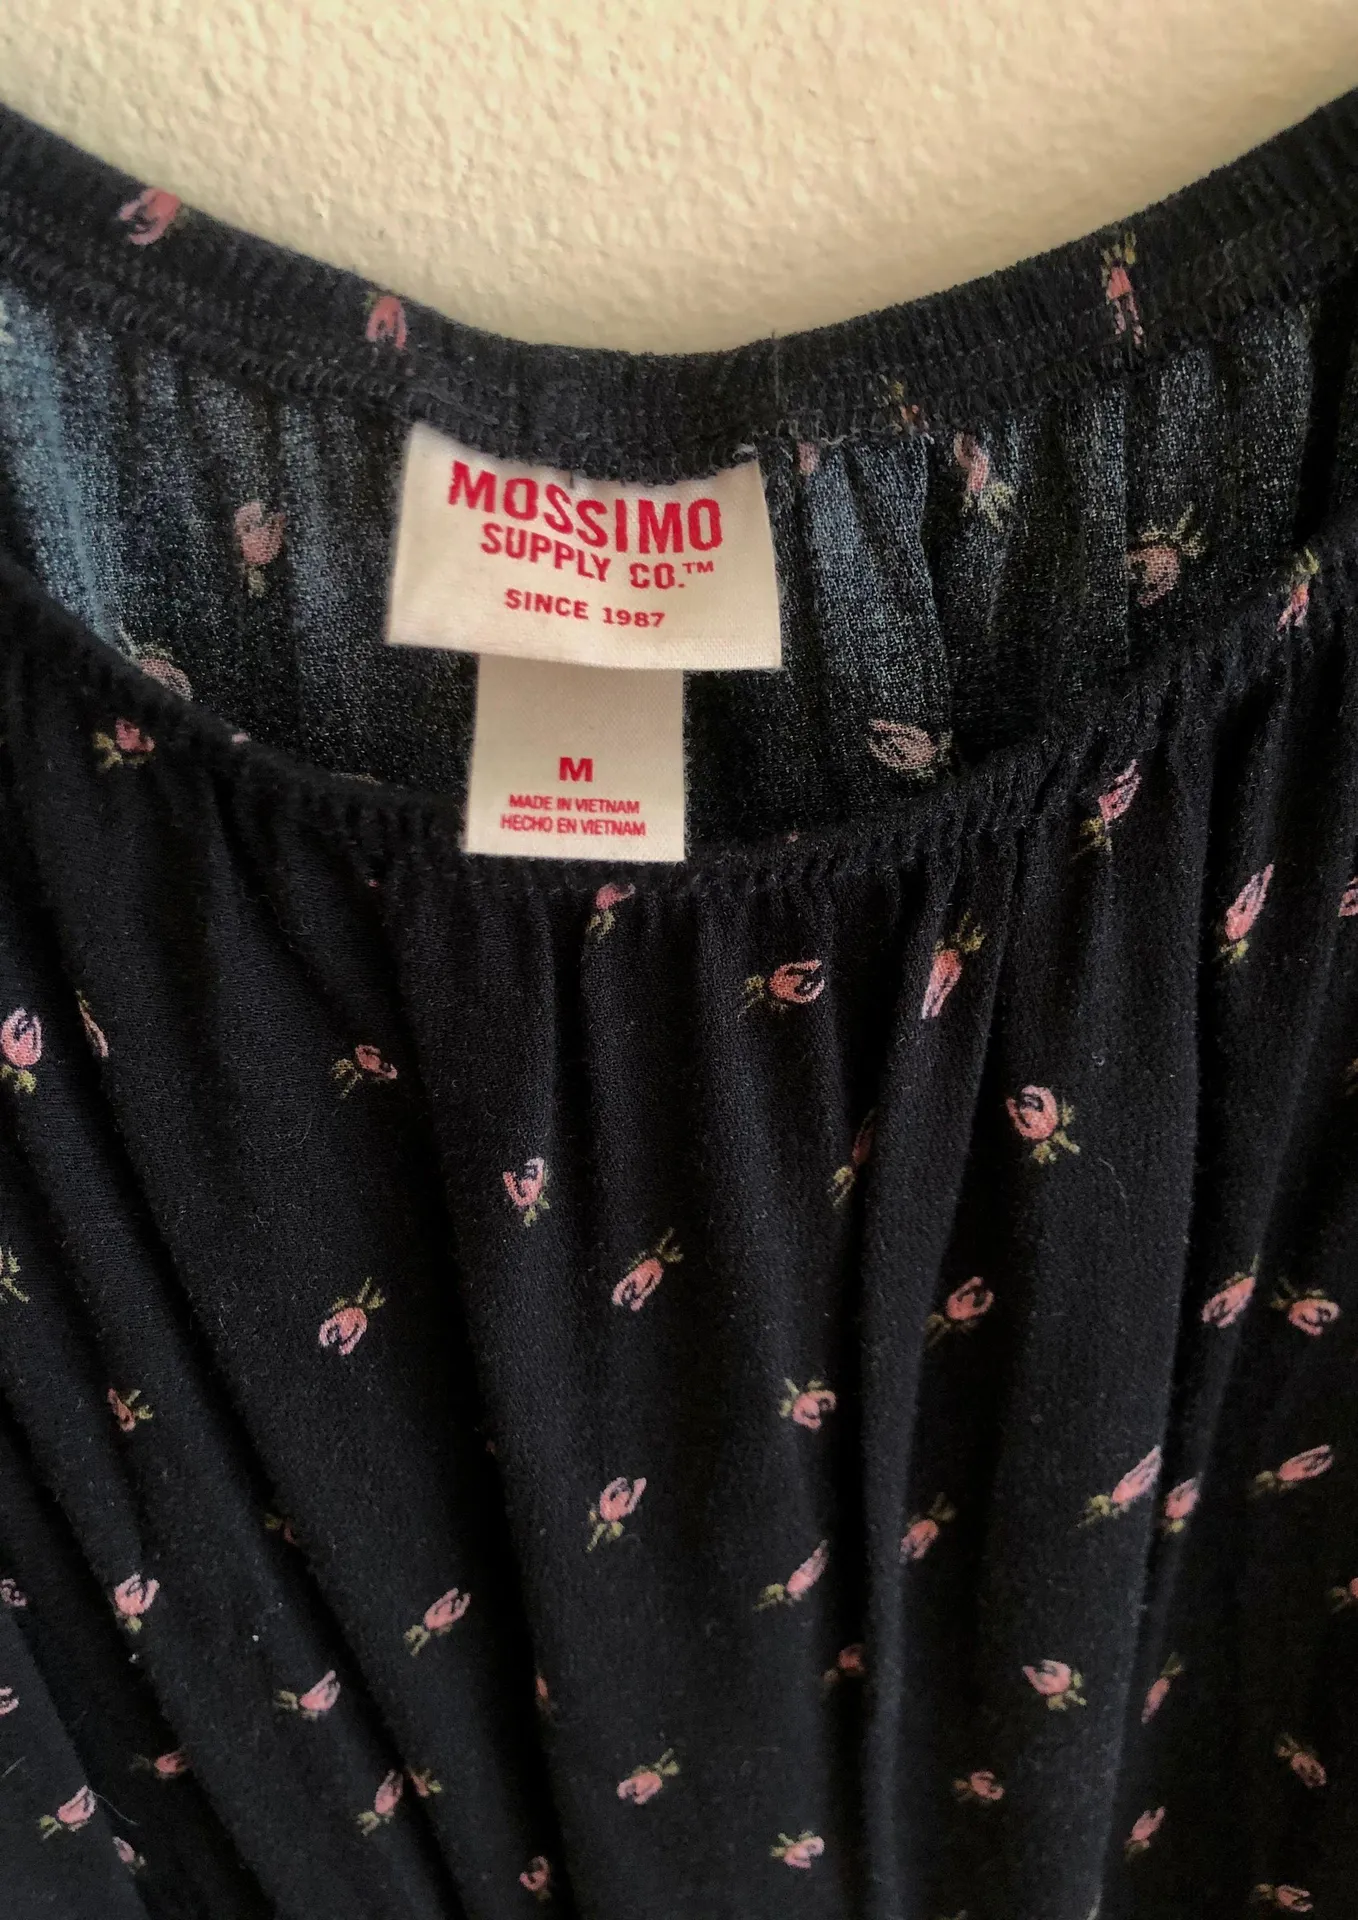 MOSSIMO
SUPPLY CO.™
SINCE 1987
M
MADE IN VIETNAM
HECHO EN VIETNAM